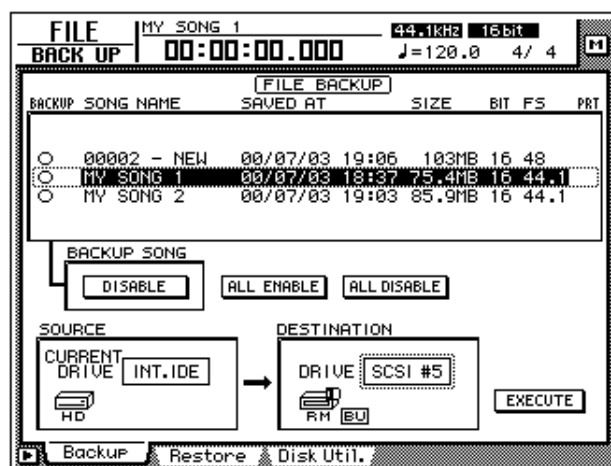 FILE MY SONG 1 44.1kHz 16bit
BACK UP 00:00:00.000 ♩=120.0 4/ 4 M
FILE BACKUP
BACKUP SONG NAME SAVED AT SIZE BIT FS PRT
00002 - NEW 00/07/03 19:06 103MB 16 48
MY SONG 1 00/07/03 18:37 75.4MB 16 44.1
MY SONG 2 00/07/03 19:03 85.9MB 16 44.1
BACKUP SONG
DISABLE ALL ENABLE ALL DISABLE
SOURCE DESTINATION
CURRENT
DRIVE INT.IDE DRIVE SCSI #5
HD RM BU EXECUTE
Backup Restore Disk Util.